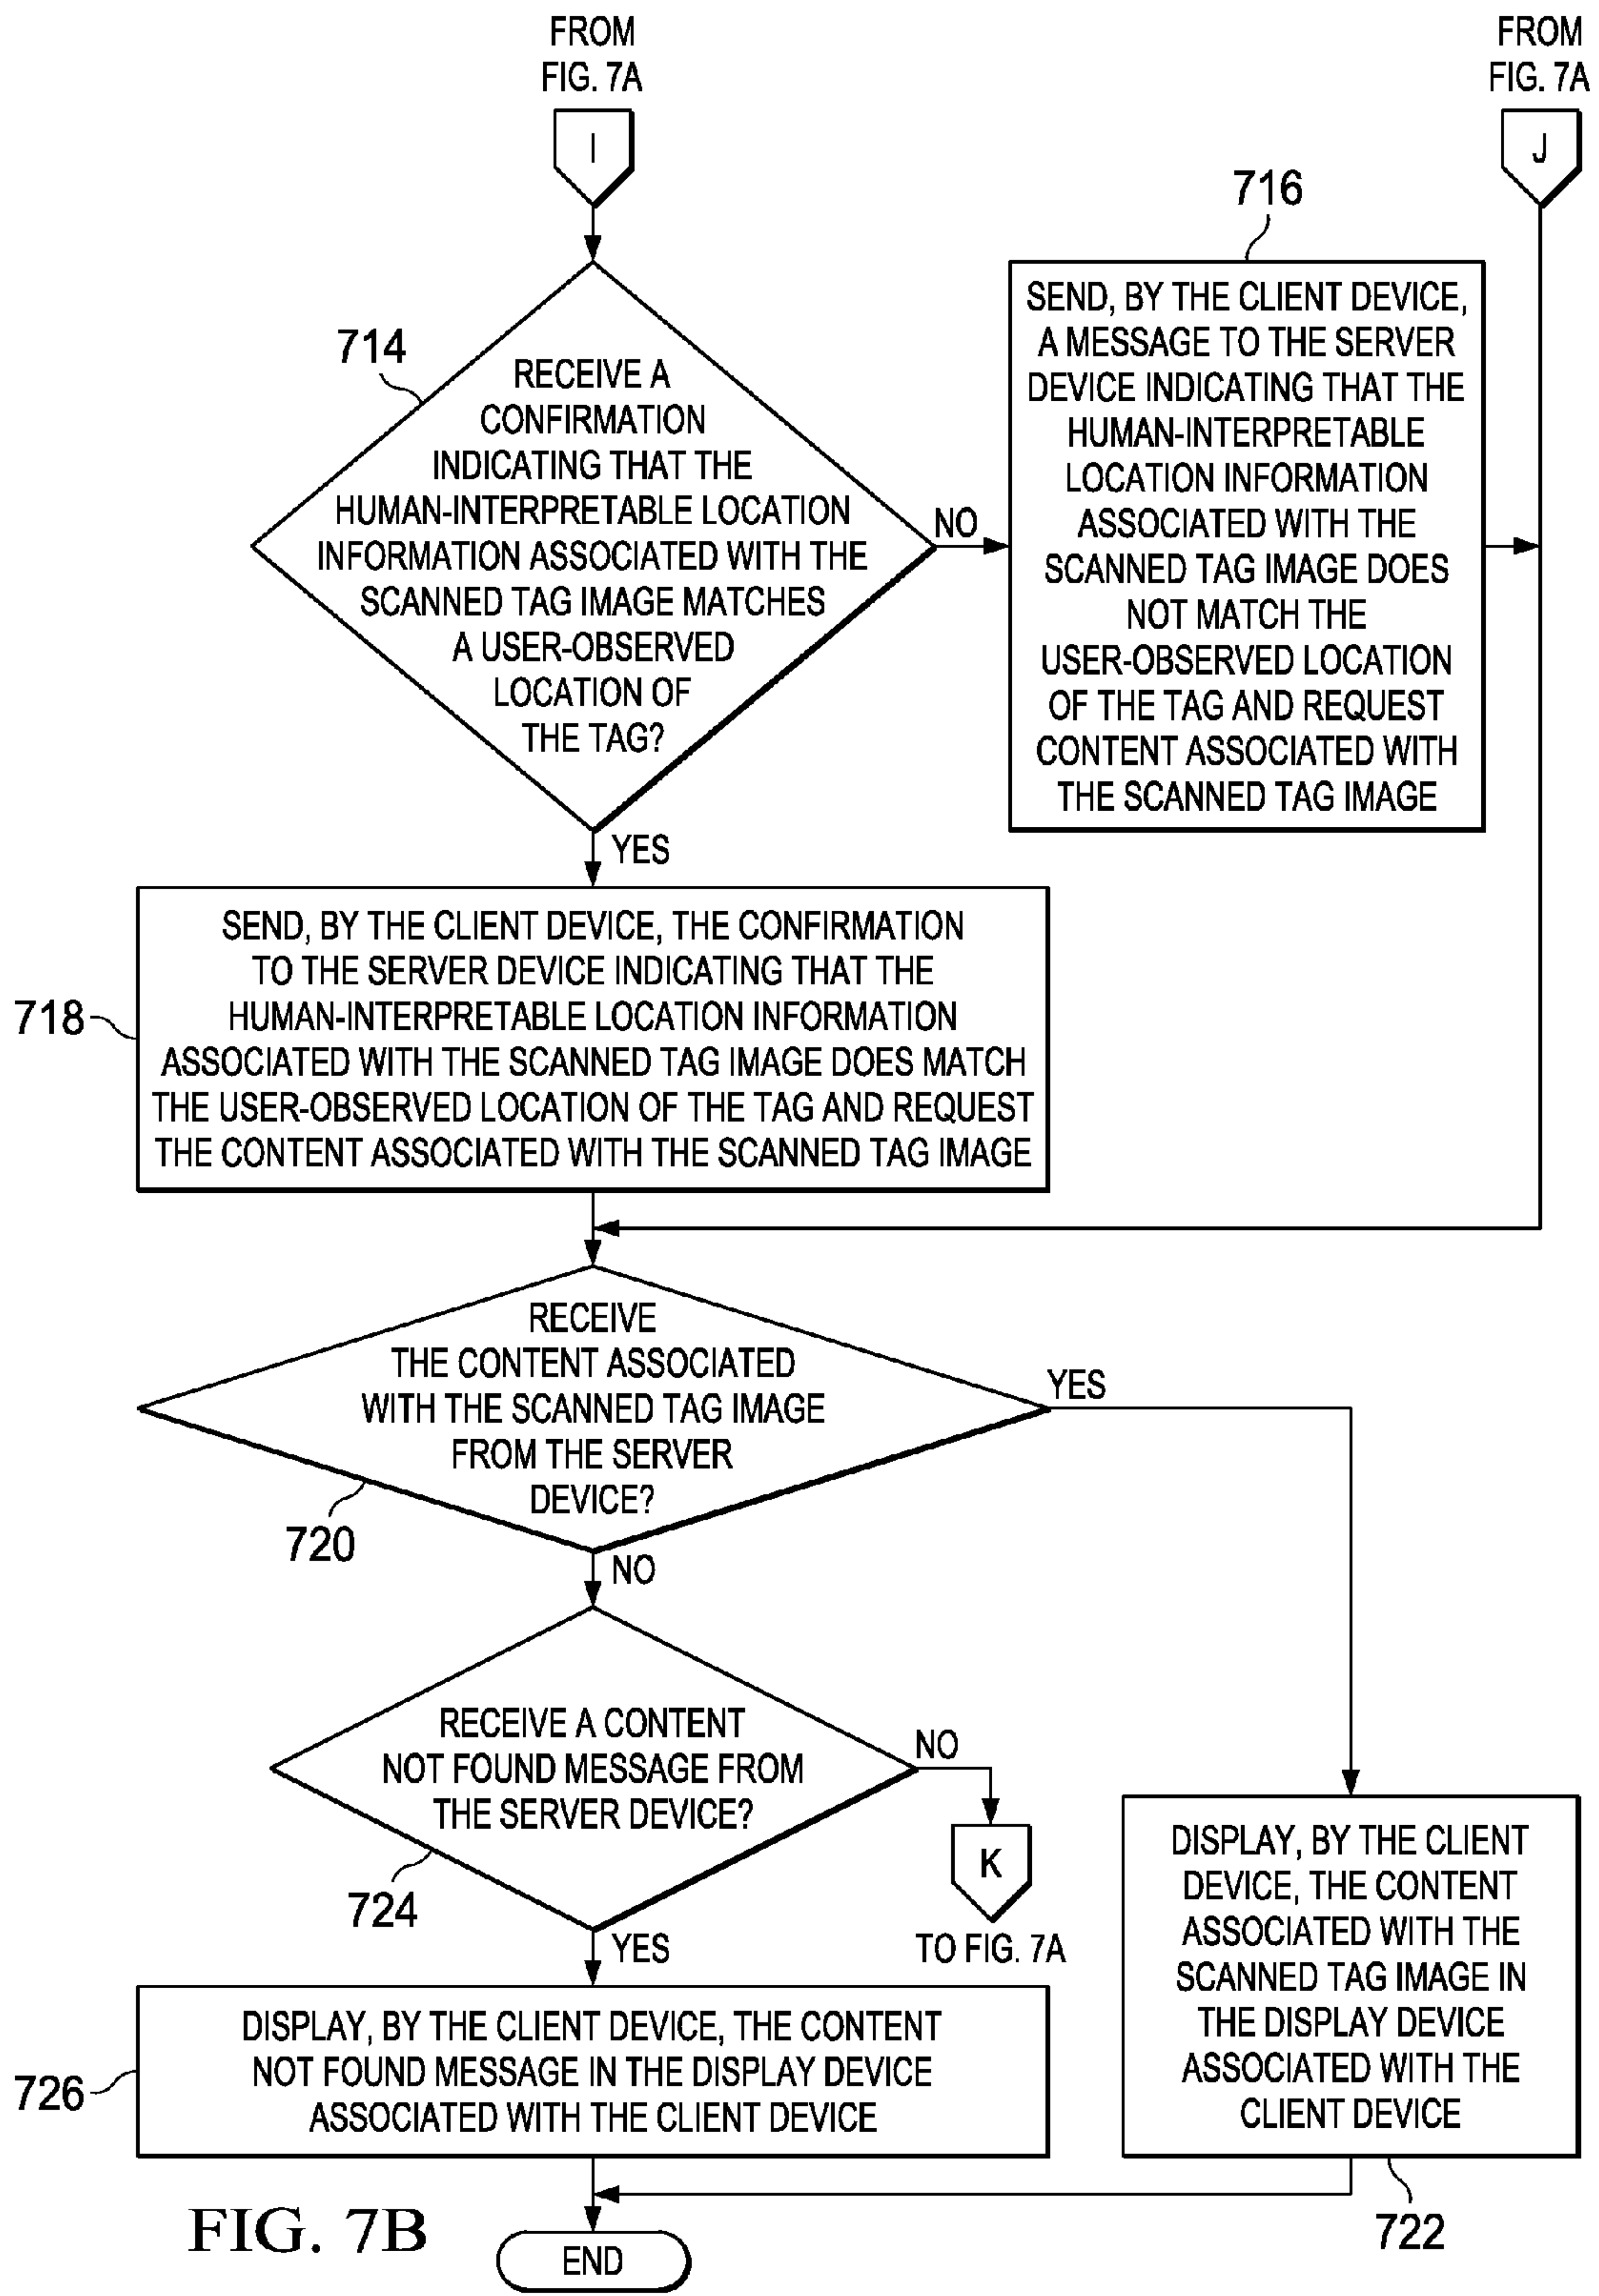 FROM
FIG. 7A
I
FROM
FIG. 7A
J
714
RECEIVE A
CONFIRMATION
INDICATING THAT THE
HUMAN-INTERPRETABLE LOCATION
INFORMATION ASSOCIATED WITH THE
SCANNED TAG IMAGE MATCHES
A USER-OBSERVED
LOCATION OF
THE TAG?
NO
716
SEND, BY THE CLIENT DEVICE,
A MESSAGE TO THE SERVER
DEVICE INDICATING THAT THE
HUMAN-INTERPRETABLE
LOCATION INFORMATION
ASSOCIATED WITH THE
SCANNED TAG IMAGE DOES
NOT MATCH THE
USER-OBSERVED LOCATION
OF THE TAG AND REQUEST
CONTENT ASSOCIATED WITH
THE SCANNED TAG IMAGE
YES
718
SEND, BY THE CLIENT DEVICE, THE CONFIRMATION
TO THE SERVER DEVICE INDICATING THAT THE
HUMAN-INTERPRETABLE LOCATION INFORMATION
ASSOCIATED WITH THE SCANNED TAG IMAGE DOES MATCH
THE USER-OBSERVED LOCATION OF THE TAG AND REQUEST
THE CONTENT ASSOCIATED WITH THE SCANNED TAG IMAGE
RECEIVE
THE CONTENT ASSOCIATED
WITH THE SCANNED TAG IMAGE
FROM THE SERVER
DEVICE?
YES
720
NO
RECEIVE A CONTENT
NOT FOUND MESSAGE FROM
THE SERVER DEVICE?
NO
K
TO FIG. 7A
724
YES
DISPLAY, BY THE CLIENT
DEVICE, THE CONTENT
ASSOCIATED WITH THE
SCANNED TAG IMAGE IN
THE DISPLAY DEVICE
ASSOCIATED WITH THE
CLIENT DEVICE
722
726
DISPLAY, BY THE CLIENT DEVICE, THE CONTENT
NOT FOUND MESSAGE IN THE DISPLAY DEVICE
ASSOCIATED WITH THE CLIENT DEVICE
END
FIG. 7B